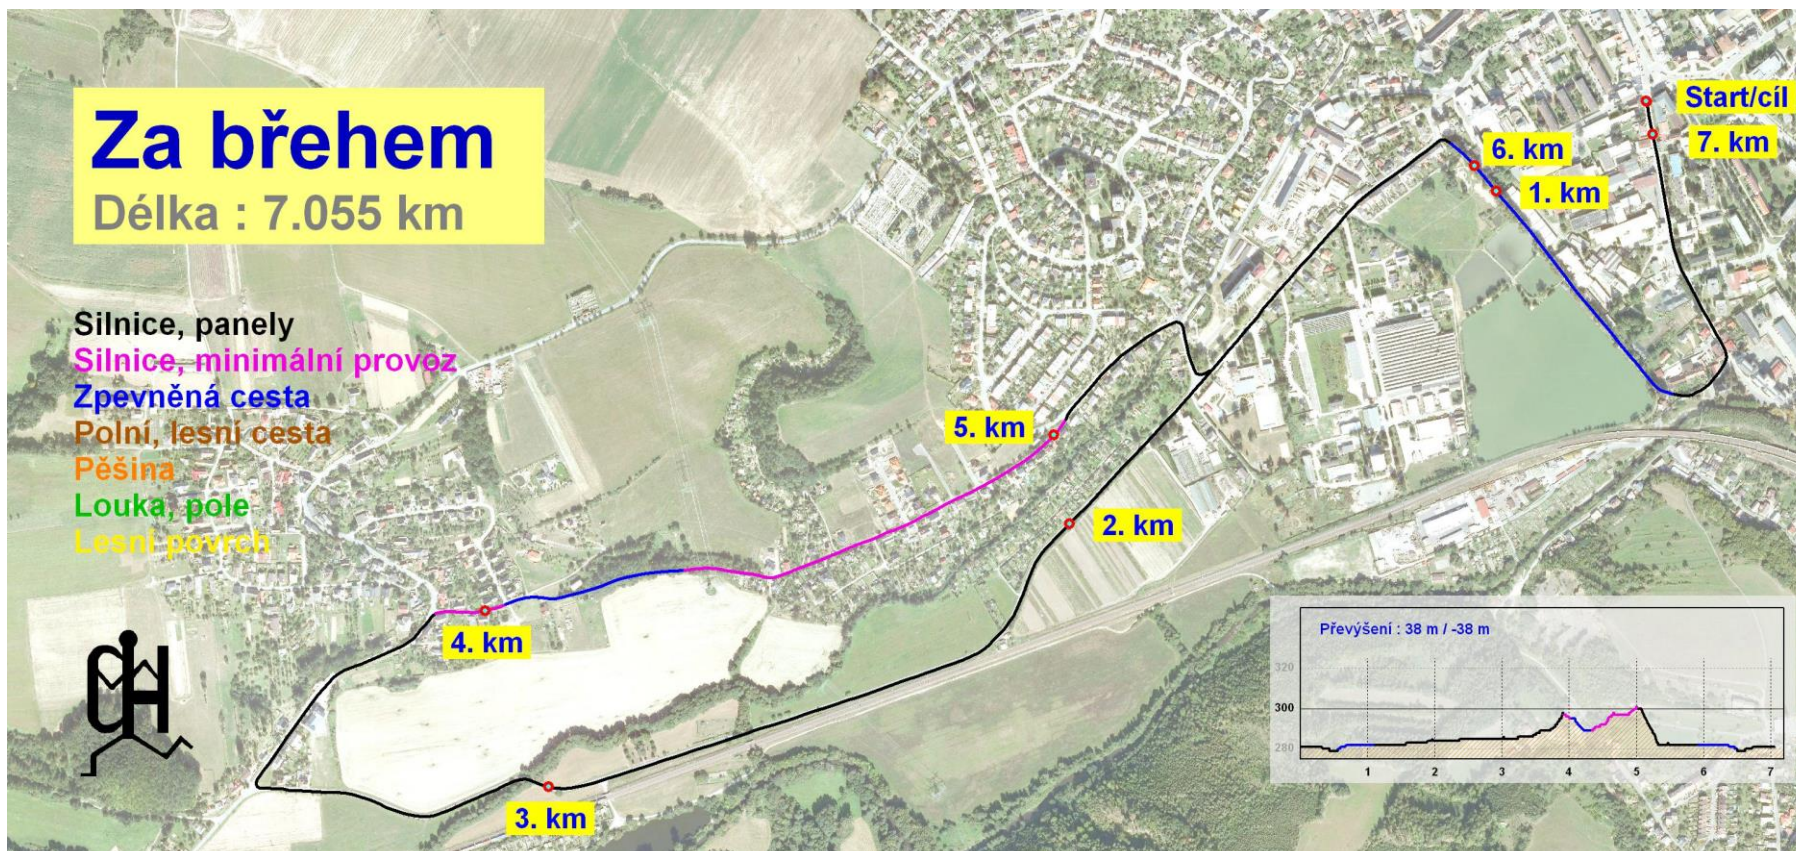 Za břehem
Délka : 7.055 km
Start/cíl
7. km
6. km
1. km
Silnice, panely
Silnice, minimální provoz
Zpevněná cesta
Polní, lesní cesta
Pěšina
Louka, pole
Lesní povrch
5. km
2. km
4. km
3. km
Převýšení : 38 m / -38 m
320
300
280
1 2 3 4 5 6 7